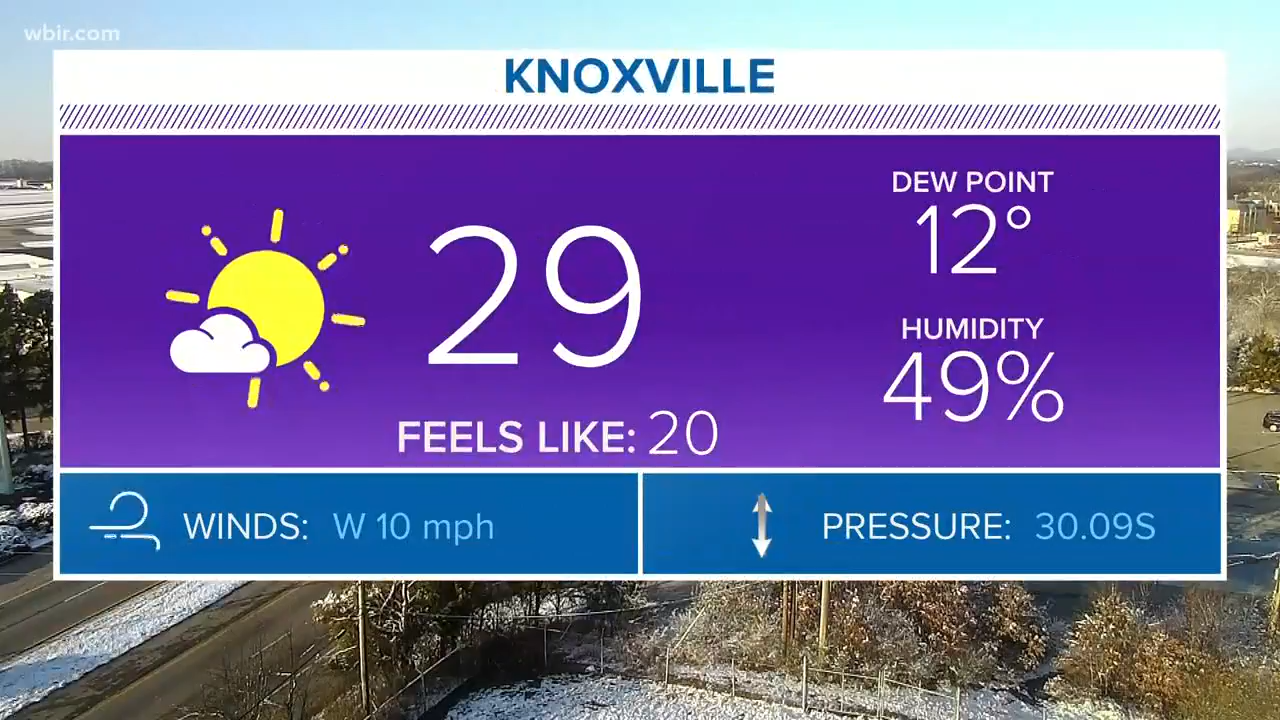 wbir.com
KNOXVILLE
29
FEELS LIKE: 20
DEW POINT
12°
HUMIDITY
49%
WINDS: W 10 mph
PRESSURE: 30.09S